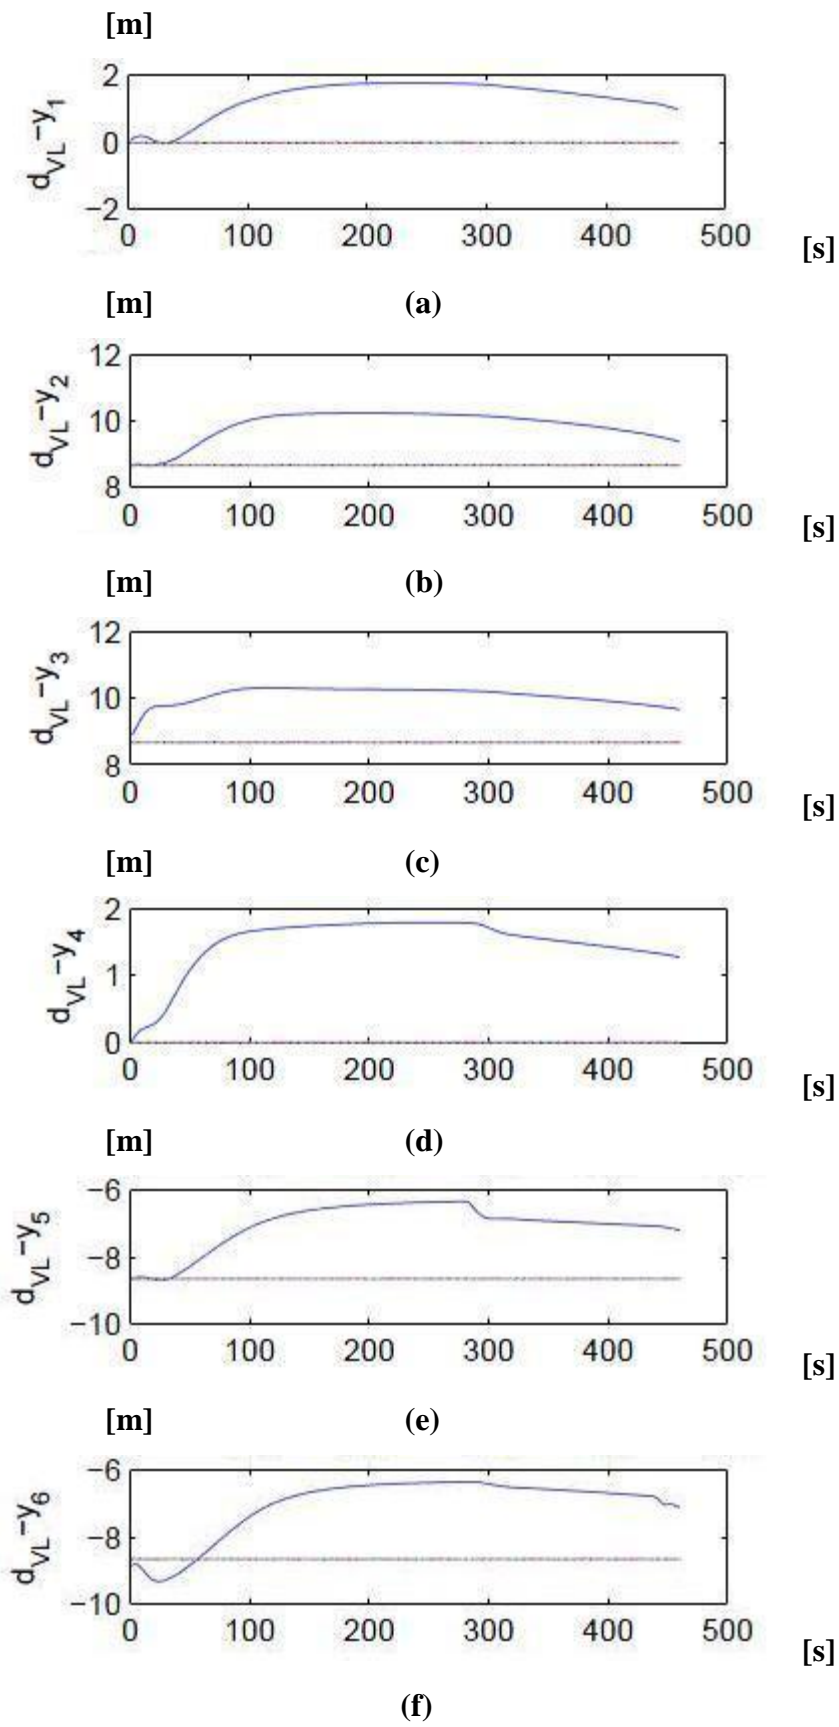 [m]
d_VL−y_1
2
0
−2
0 100 200 300 400 500
[s]
[m] (a)
d_VL−y_2
12
10
8
0 100 200 300 400 500
[s]
[m] (b)
d_VL−y_3
12
10
8
0 100 200 300 400 500
[s]
[m] (c)
d_VL−y_4
2
1
0
0 100 200 300 400 500
[s]
[m] (d)
d_VL−y_5
−6
−8
−10
0 100 200 300 400 500
[s]
[m] (e)
d_VL−y_6
−6
−8
−10
0 100 200 300 400 500
[s]
(f)